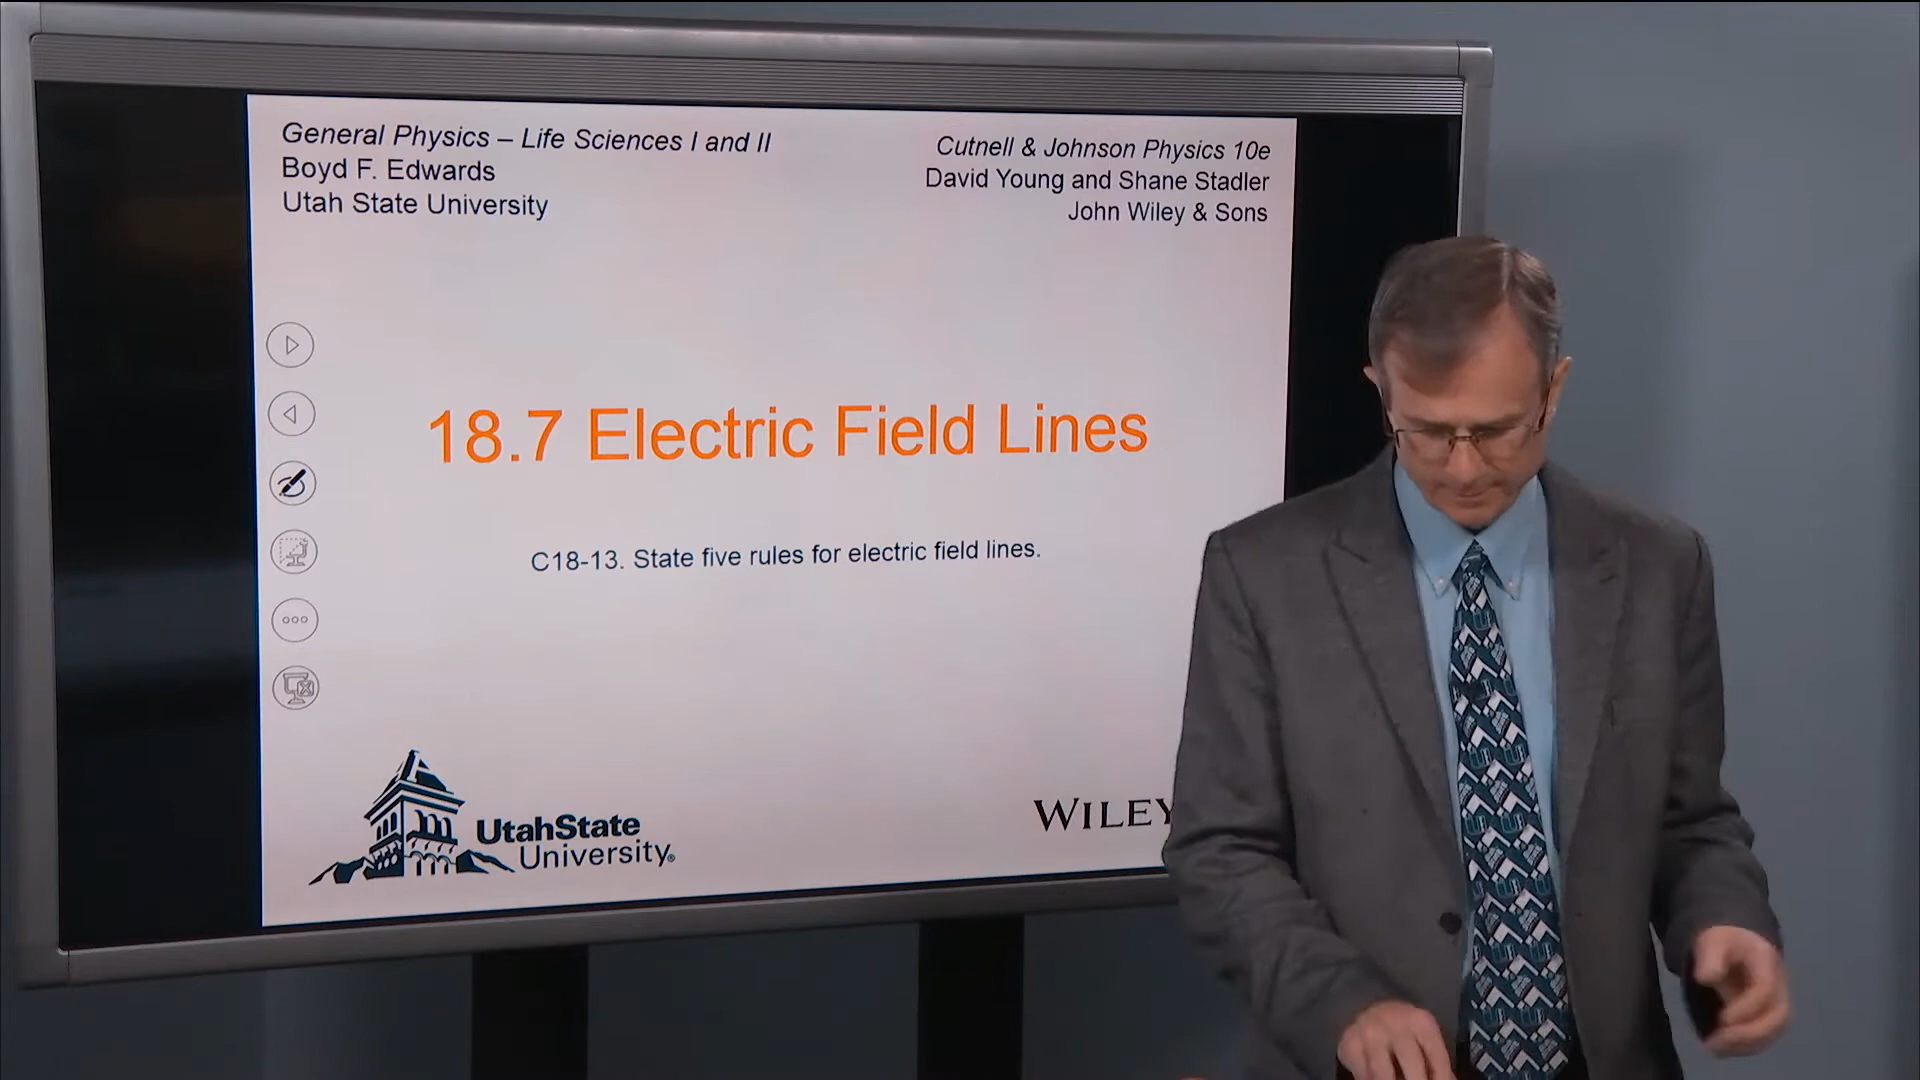 General Physics – Life Sciences I and II
Boyd F. Edwards
Utah State University
Cutnell & Johnson Physics 10e
David Young and Shane Stadler
John Wiley & Sons
18.7 Electric Field Lines
C18-13. State five rules for electric field lines.
UtahState
University®
WILEY